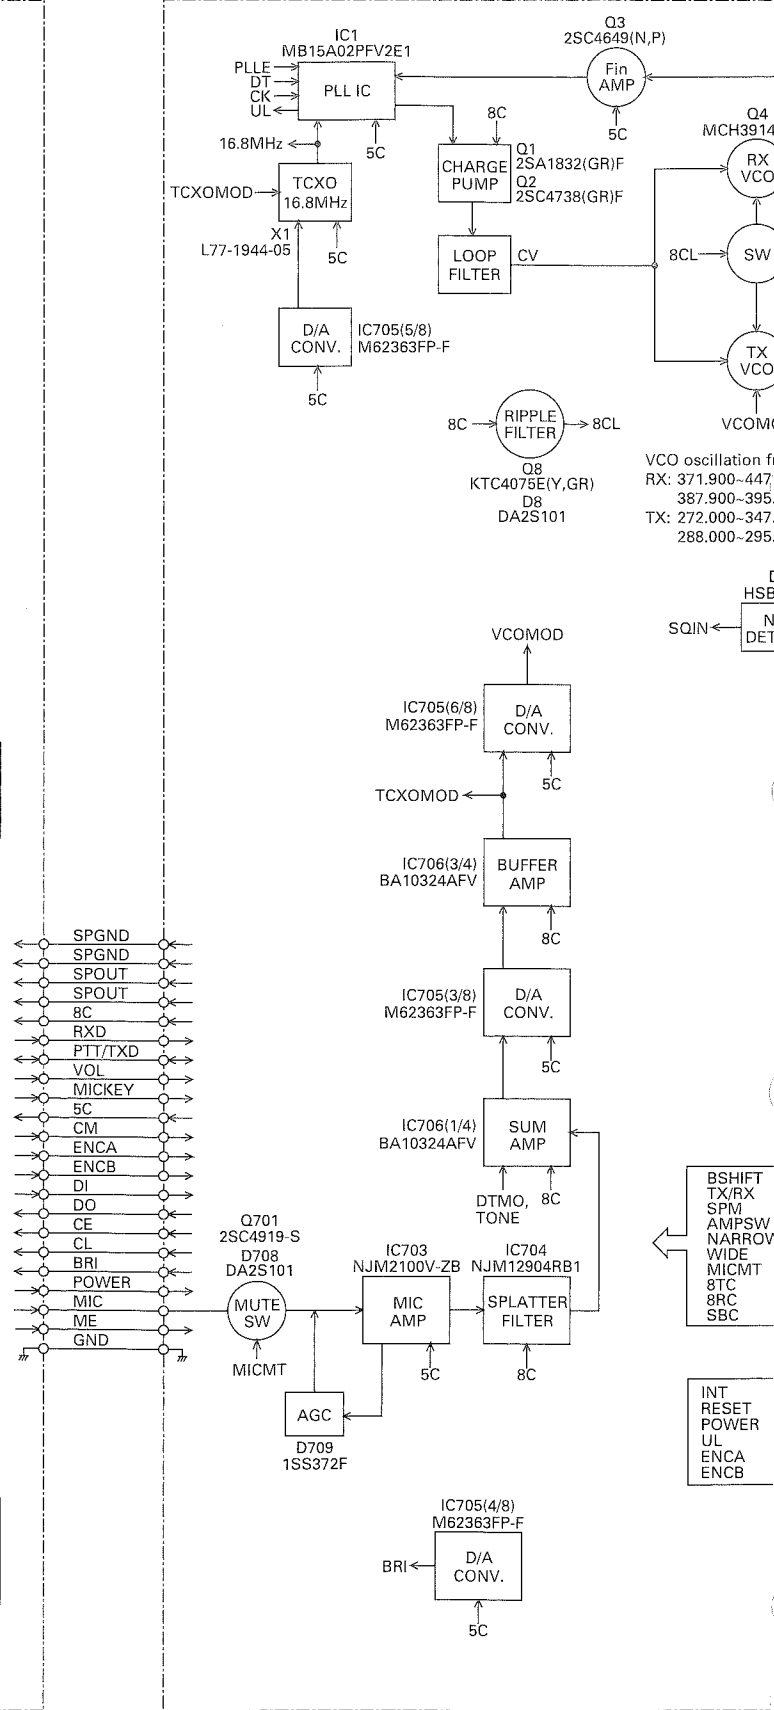 IC1
MB15A02PFV2E1
PLLE
DT
CK
UL
PLL IC
Q3
2SC4649(N,P)
Fin
AMP
5C
16.8MHz
5C
8C
CHARGE
PUMP
Q1
2SA1832(GR)F
Q2
2SC4738(GR)F
Q4
MCH3914
RX
VCO
TCXOMOD
TCXO
16.8MHz
X1
L77-1944-05
5C
LOOP
FILTER
CV
8CL
SW
D/A
CONV.
IC705(5/8)
M62363FP-F
5C
TX
VCO
8C
RIPPLE
FILTER
8CL
Q8
KTC4075E(Y,GR)
D8
DA2S101
VCO oscillation
RX: 371.900~447
387.900~395.
TX: 272.000~347.
288.000~295.
HSB
SQIN
DET
VCOMOD
IC705(6/8)
M62363FP-F
D/A
CONV.
5C
TCXOMOD
IC706(3/4)
BA10324AFV
BUFFER
AMP
8C
IC705(3/8)
M62363FP-F
D/A
CONV.
5C
IC706(1/4)
BA10324AFV
SUM
AMP
DTMO,
TONE
8C
SPGND
SPGND
SPOUT
SPOUT
8C
RXD
PTT/TXD
VOL
MICKEY
5C
CM
ENCA
ENCB
DI
DO
CE
CL
BRI
POWER
MIC
ME
GND
Q701
2SC4919-S
D708
DA2S101
MUTE
SW
MICMT
IC703
NJM2100V-ZB
MIC
AMP
5C
IC704
NJM12904RB1
SPLATTER
FILTER
8C
AGC
D709
1SS372F
BSHIFT
TX/RX
SPM
AMPSW
NARROW
WIDE
MICMT
8TC
8RC
SBC
INT
RESET
POWER
UL
ENCA
ENCB
IC705(4/8)
M62363FP-F
BRI
D/A
CONV.
5C